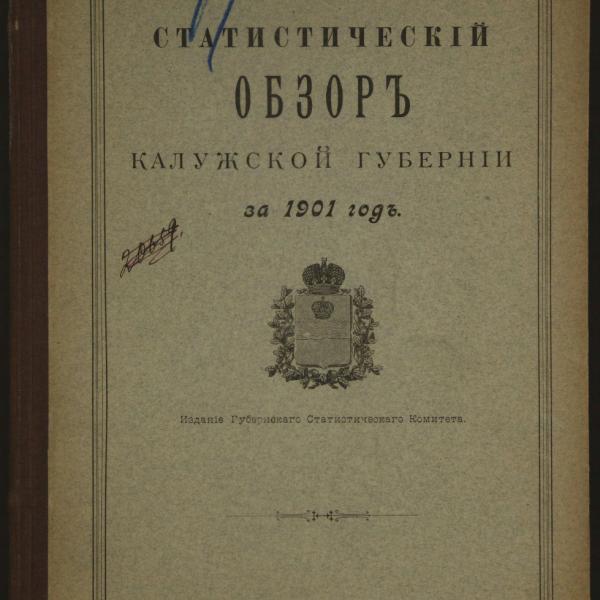 СТАТИСТИЧЕСКІЙ
ОБЗОРЪ
КАЛУЖСКОЙ ГУБЕРНІИ
за 1901 годъ.
Изданіе Губернскаго Статистическаго Комитета.